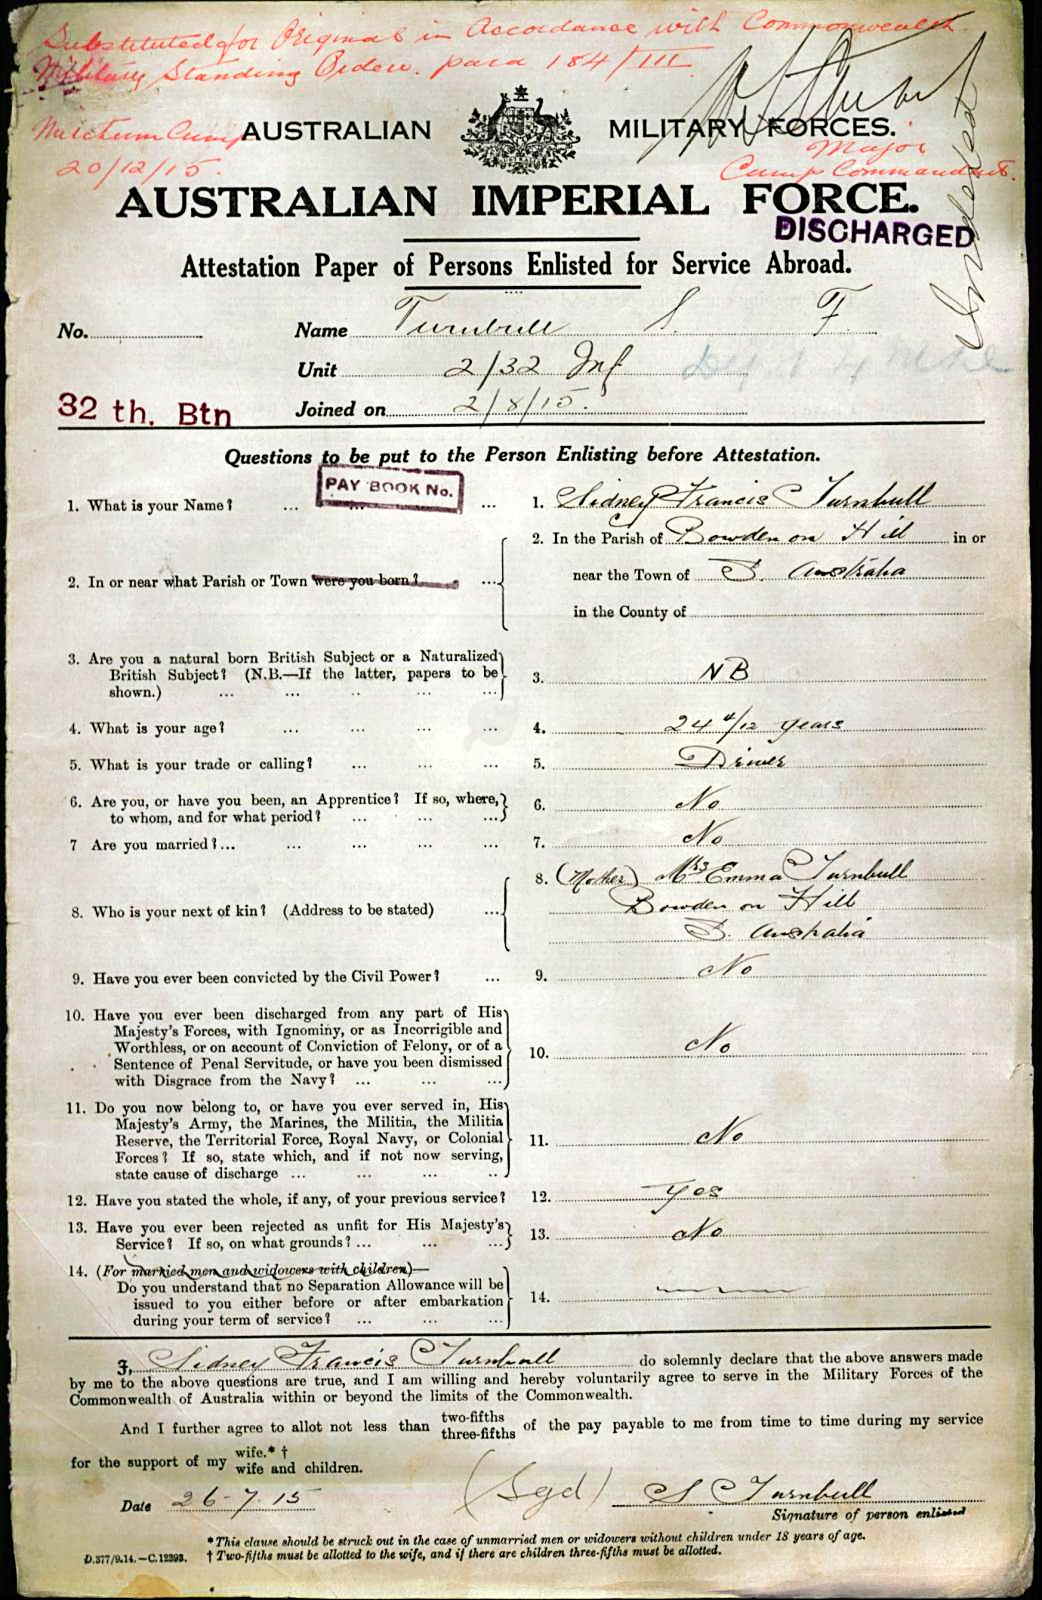 Substituted for Original in Accordance with Commonwealth
Military Standing Orders. para 184/III
Mitcham Camp
20/12/15.
AUSTRALIAN MILITARY FORCES.
Major
Camp Commandant.
AUSTRALIAN IMPERIAL FORCE.
DISCHARGED
Attestation Paper of Persons Enlisted for Service Abroad.
No. Name Turnbull S. F.
Unit 2/32 Inf
32 th. Btn Joined on 2/8/15.
Questions to be put to the Person Enlisting before Attestation.
PAY BOOK No.
1. What is your Name? ... ... ... 1. Sidney Francis Turnbull
2. In or near what Parish or Town were you born? ... 2. In the Parish of Bowden on Hill in or
near the Town of S. Australia
in the County of
3. Are you a natural born British Subject or a Naturalized
British Subject? (N.B.—If the latter, papers to be
shown.) ... ... .. ... ... 3. NB
4. What is your age? ... ... ... ... 4. 24 4/12 years
5. What is your trade or calling? ... ... ... 5. Driver
6. Are you, or have you been, an Apprentice? If so, where,
to whom, and for what period? ... ... ... 6. No
7 Are you married?... ... ... ... ... 7. No
8. Who is your next of kin? (Address to be stated) ... 8. (Mother) Mrs Emma Turnbull
Bowden on Hill
S. Australia
9. Have you ever been convicted by the Civil Power? ... 9. No
10. Have you ever been discharged from any part of His
Majesty's Forces, with Ignominy, or as Incorrigible and
Worthless, or on account of Conviction of Felony, or of a
Sentence of Penal Servitude, or have you been dismissed
with Disgrace from the Navy? ... ... ... 10. No
11. Do you now belong to, or have you ever served in, His
Majesty's Army, the Marines, the Militia, the Militia
Reserve, the Territorial Force, Royal Navy, or Colonial
Forces? If so, state which, and if not now serving,
state cause of discharge ... ... .. 11. No
12. Have you stated the whole, if any, of your previous service? 12. Yes
13. Have you ever been rejected as unfit for His Majesty's
Service? If so, on what grounds? ... ... ... 13. No
14. (For married men and widowers with children)—
Do you understand that no Separation Allowance will be
issued to you either before or after embarkation
during your term of service? ... ... ... 14.
I, Sidney Francis Turnbull do solemnly declare that the above answers made
by me to the above questions are true, and I am willing and hereby voluntarily agree to serve in the Military Forces of the
Commonwealth of Australia within or beyond the limits of the Commonwealth.
And I further agree to allot not less than two-fifths three-fifths of the pay payable to me from time to time during my service
for the support of my wife.* † wife and children.
Date 26-7-15 (Sgd) S Turnbull
Signature of person enlisted
* This clause should be struck out in the case of unmarried men or widowers without children under 18 years of age.
D.377/9.14.—C.12393. † Two-fifths must be allotted to the wife, and if there are children three-fifths must be allotted.